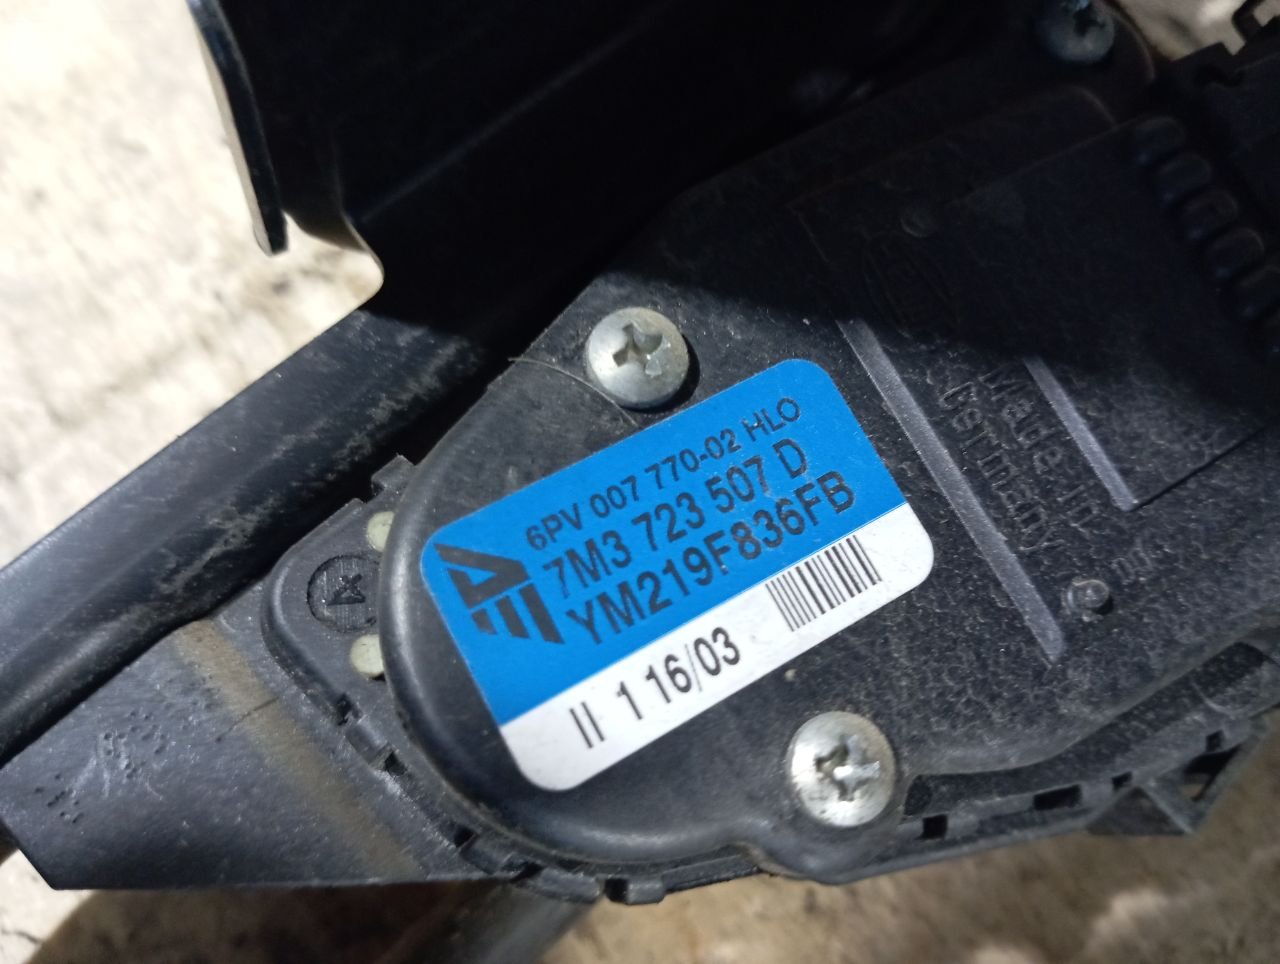 6PV 007 770-02 HLO
7M3 723 507 D
YM219F836FB
II 1 16/03
Made in
Germany